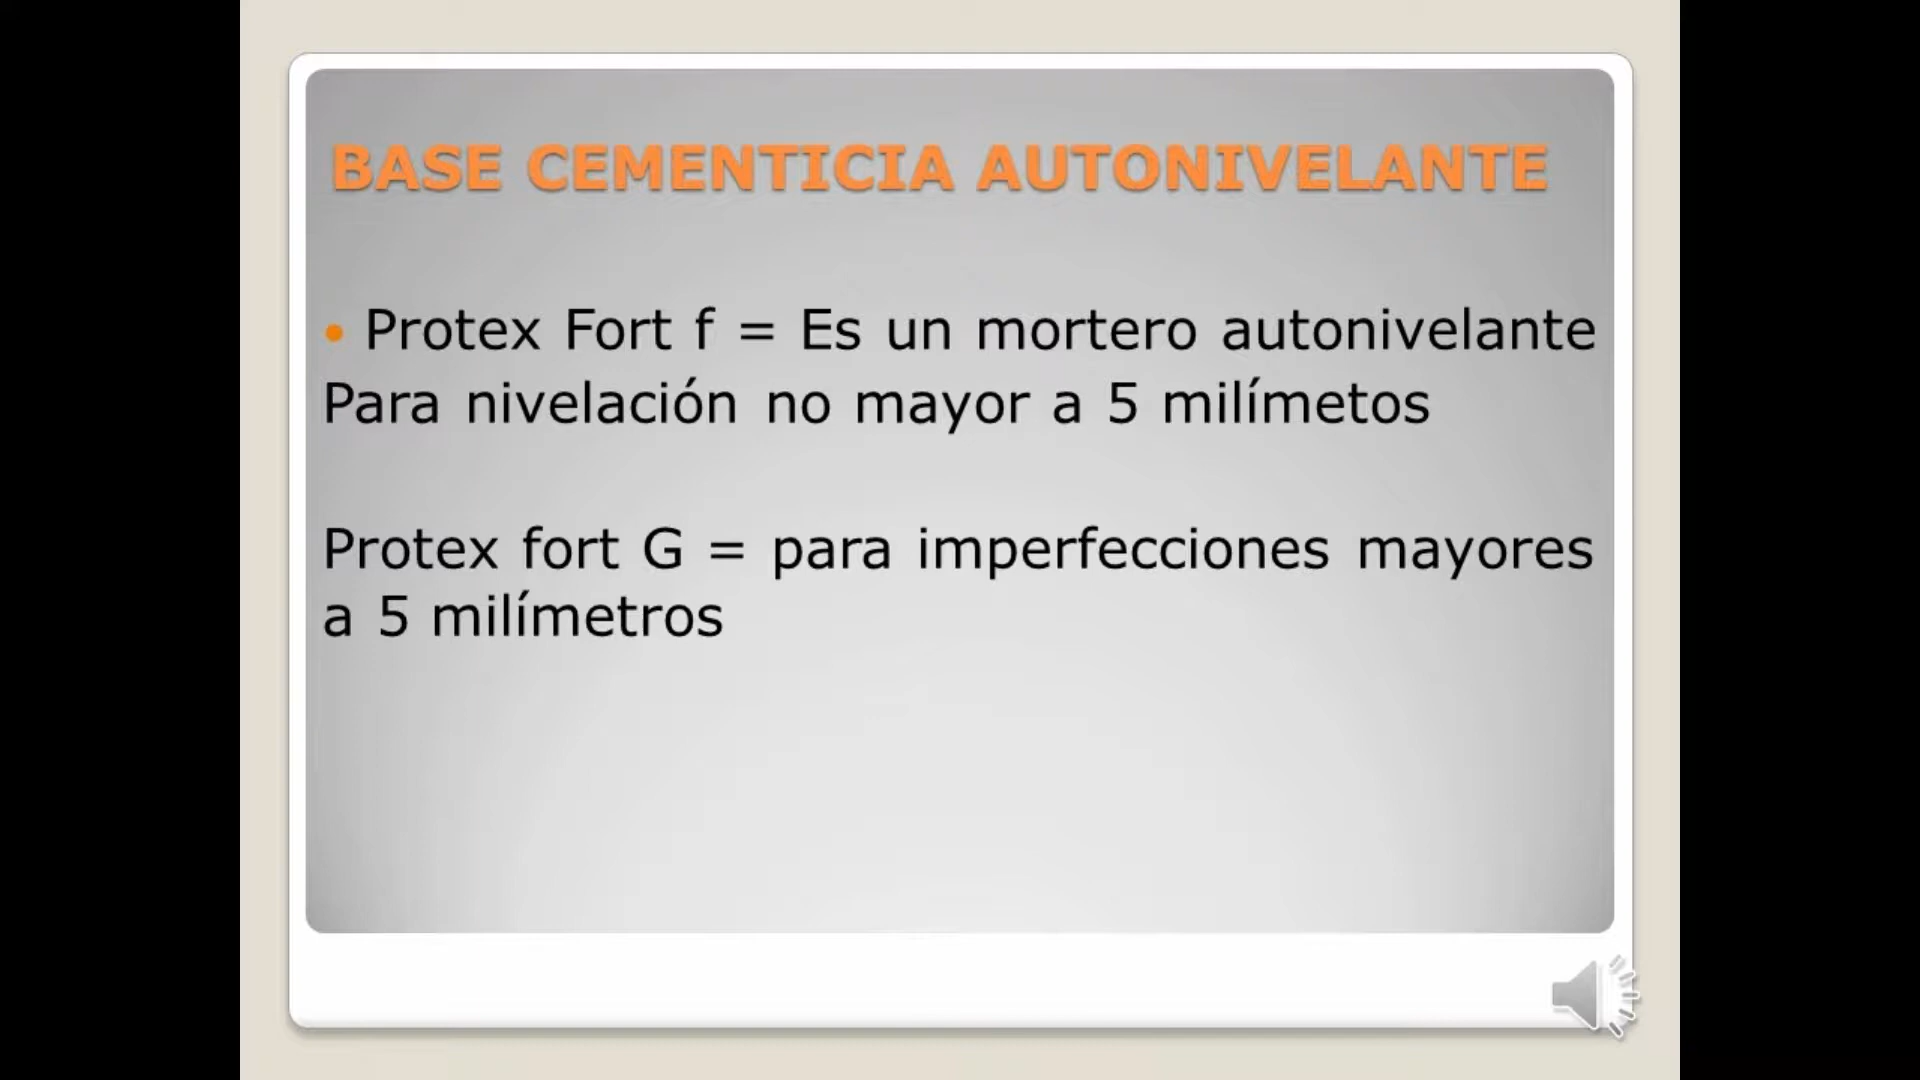 BASE CEMENTICIA AUTONIVELANTE
• Protex Fort f = Es un mortero autonivelante
Para nivelación no mayor a 5 milímetos
Protex fort G = para imperfecciones mayores
a 5 milímetros